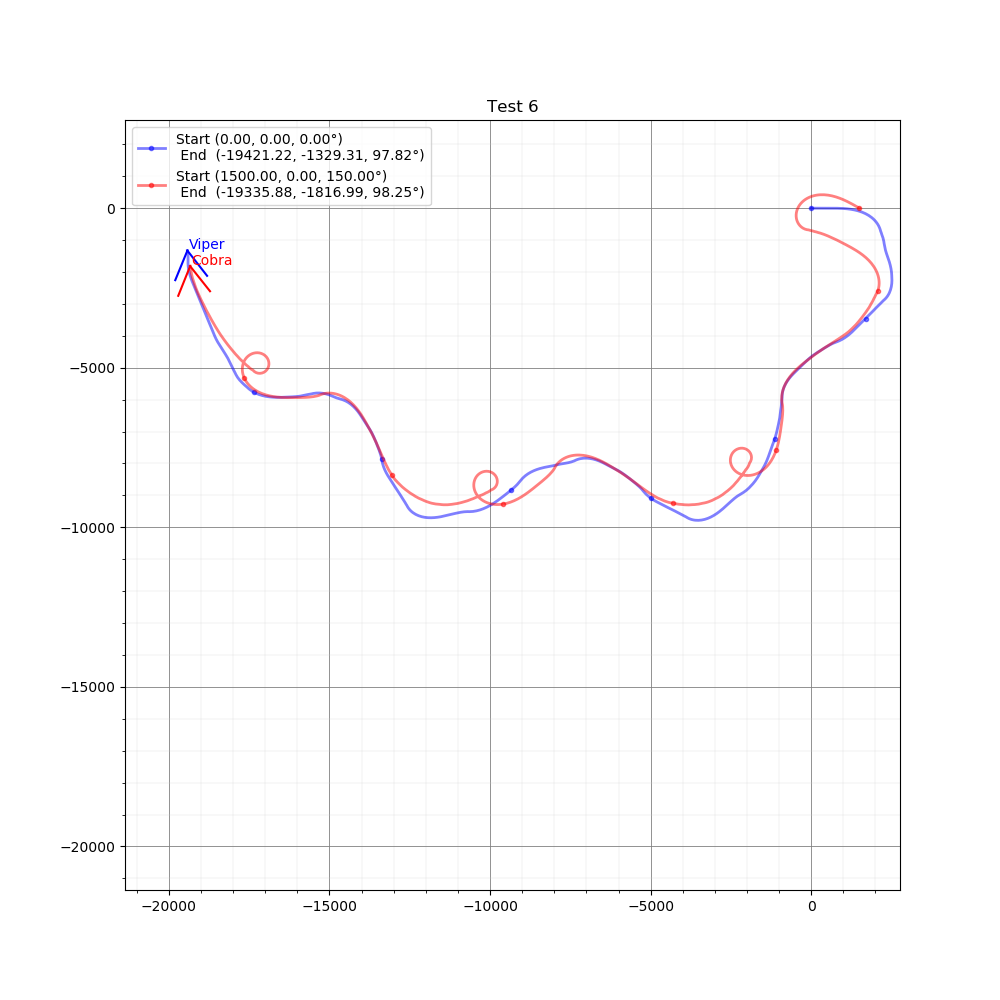 Test 6
Start (0.00, 0.00, 0.00°)
End  (-19421.22, -1329.31, 97.82°)
Start (1500.00, 0.00, 150.00°)
End  (-19335.88, -1816.99, 98.25°)
0
Viper
Cobra
−5000
−10000
−15000
−20000
−20000 −15000 −10000 −5000 0